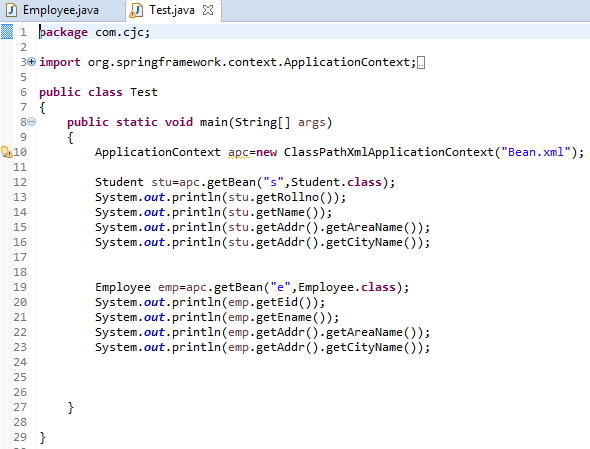 Employee.java Test.java
1 package com.cjc;
2
3 import org.springframework.context.ApplicationContext;
5
6 public class Test
7 {
8 public static void main(String[] args)
9 {
10 ApplicationContext apc=new ClassPathXmlApplicationContext("Bean.xml");
11
12 Student stu=apc.getBean("s",Student.class);
13 System.out.println(stu.getRollno());
14 System.out.println(stu.getName());
15 System.out.println(stu.getAddr().getAreaName());
16 System.out.println(stu.getAddr().getCityName());
17
18
19 Employee emp=apc.getBean("e",Employee.class);
20 System.out.println(emp.getEid());
21 System.out.println(emp.getEname());
22 System.out.println(emp.getAddr().getAreaName());
23 System.out.println(emp.getAddr().getCityName());
24
25
26
27 }
28
29 }